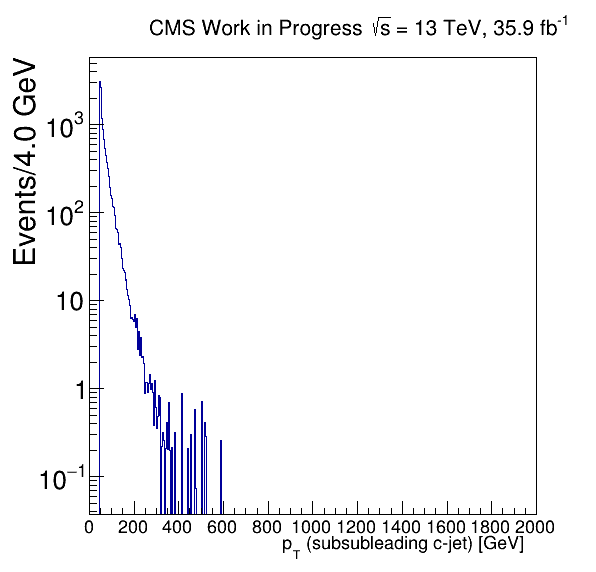 CMS Work in Progress √s = 13 TeV, 35.9 fb⁻¹
Events/4.0 GeV
10³
10²
10
1
10⁻¹
0 200 400 600 800 1000 1200 1400 1600 1800 2000
p_T (subsubleading c-jet) [GeV]